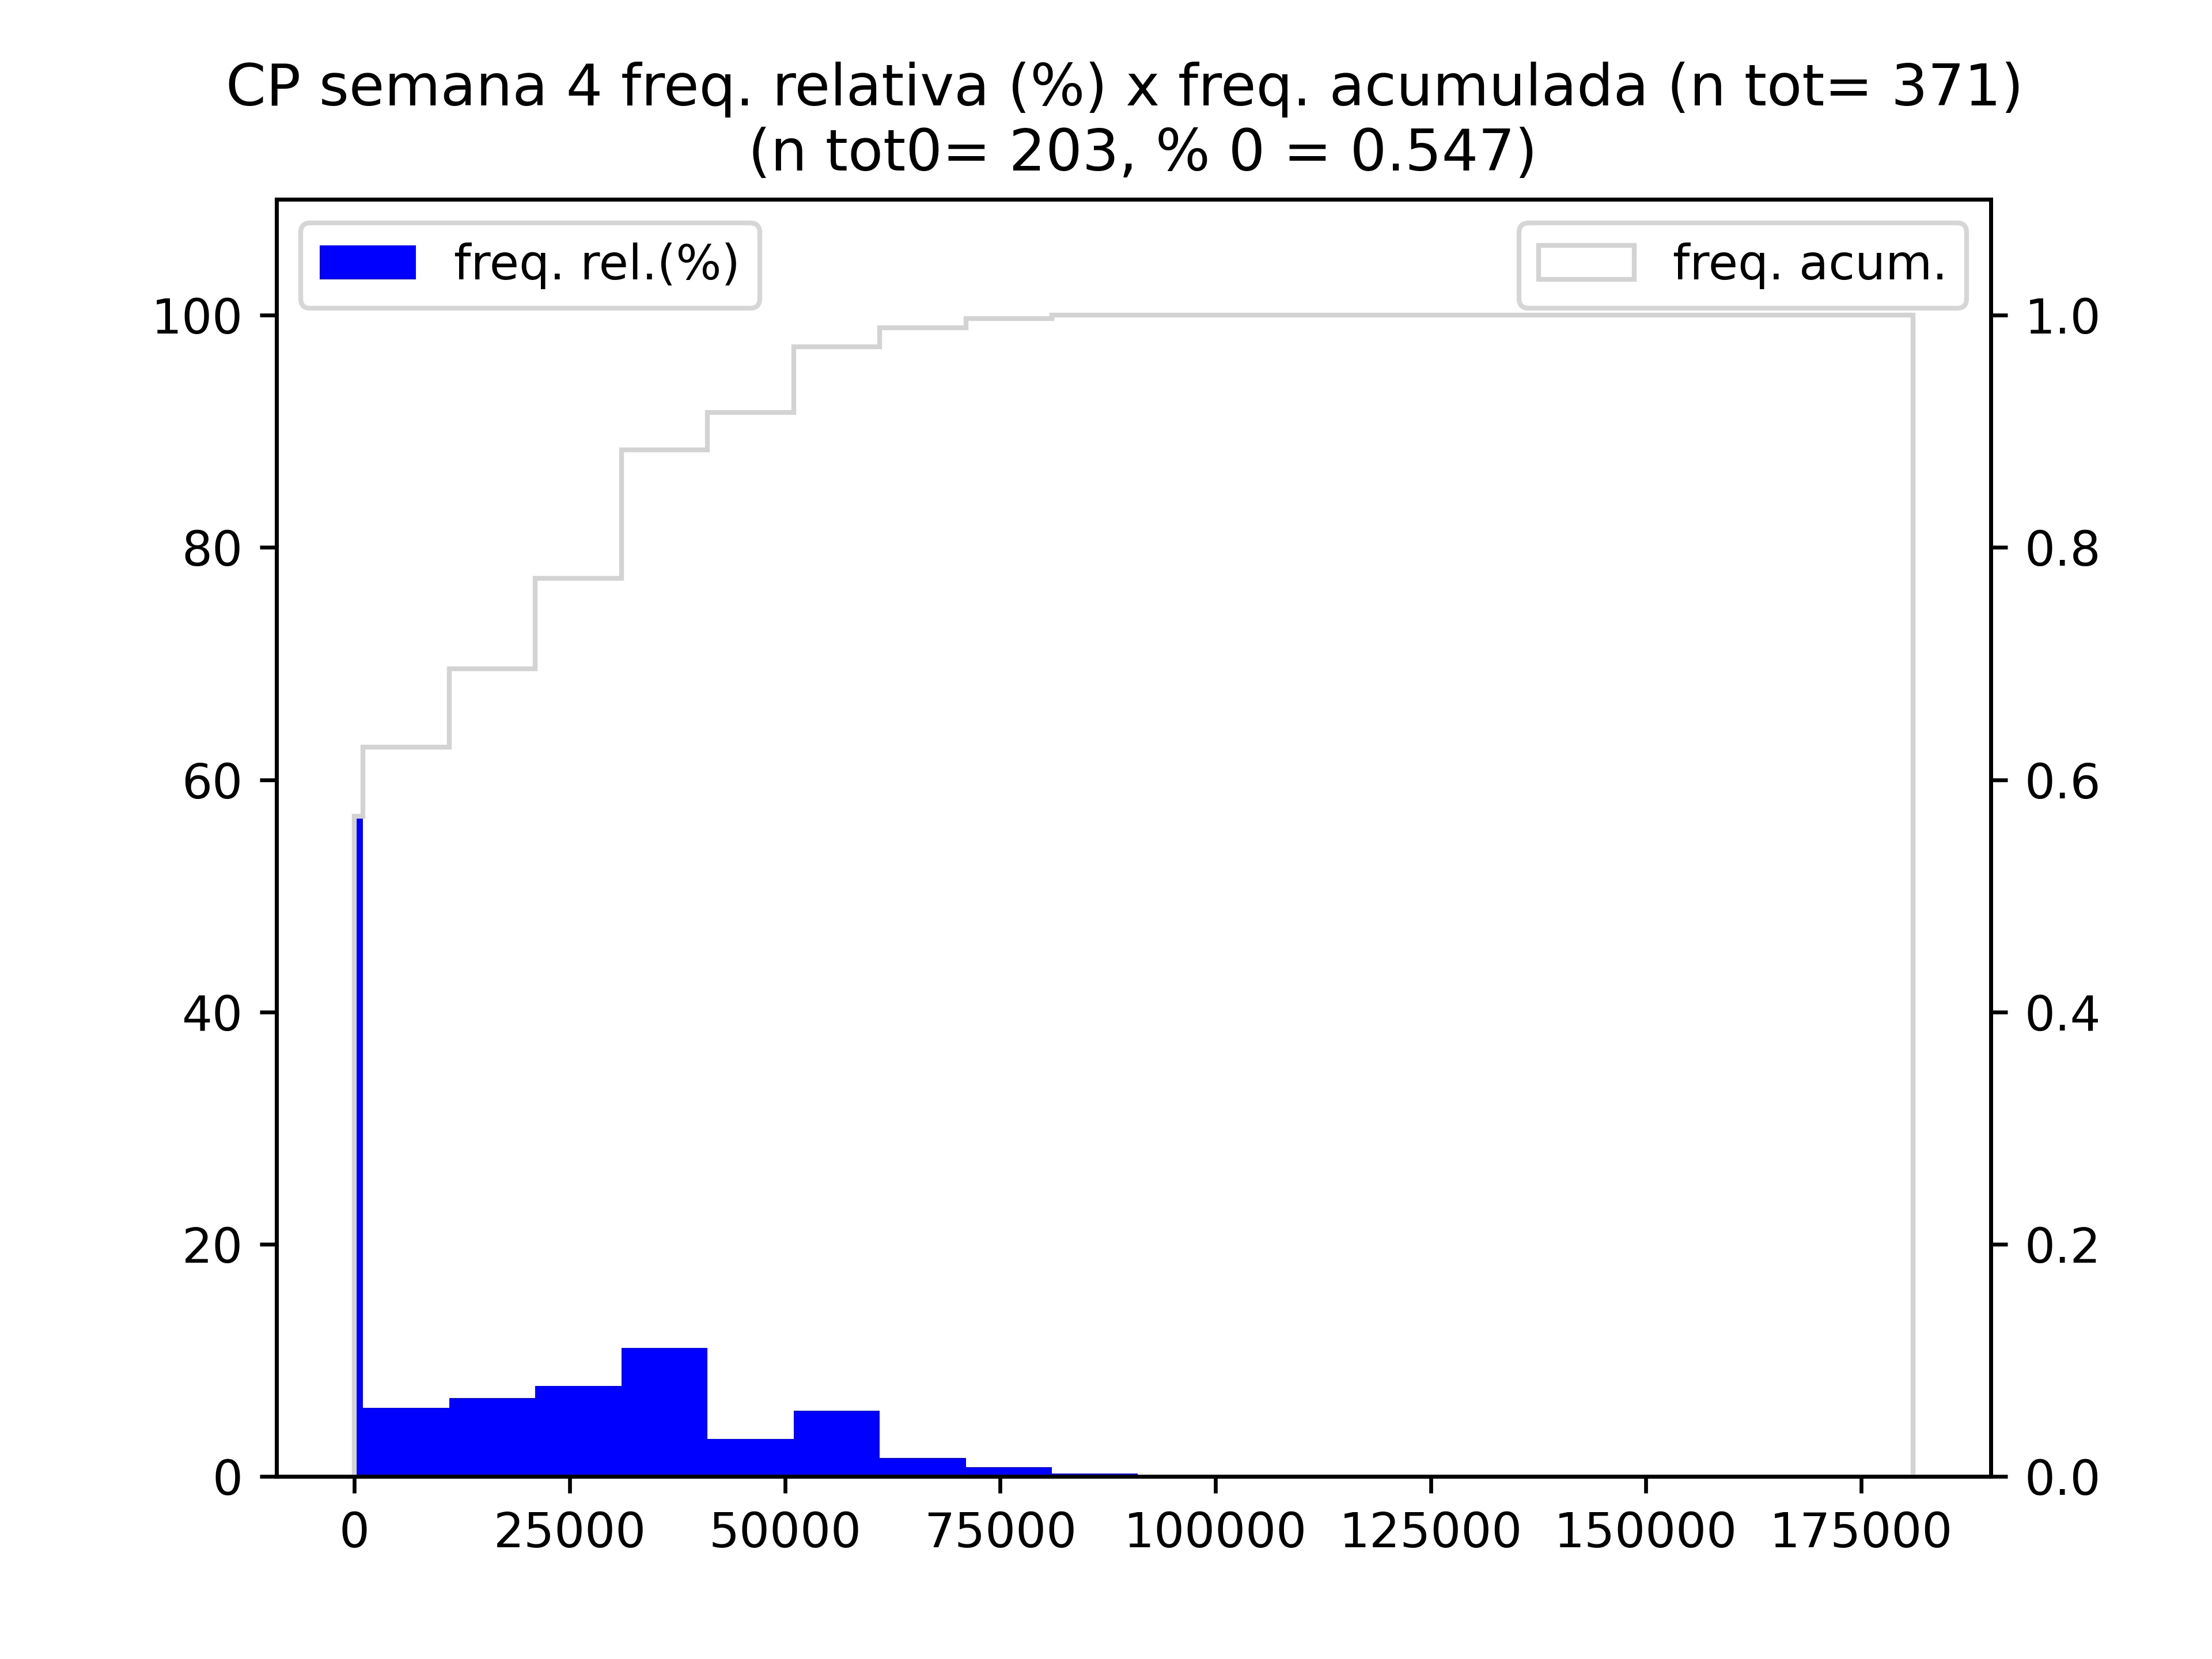 CP semana 4 freq. relativa (%) x freq. acumulada (n tot= 371)
(n tot0= 203, % 0 = 0.547)
freq. rel.(%)
freq. acum.
100
80
60
40
20
0
1.0
0.8
0.6
0.4
0.2
0.0
0 25000 50000 75000 100000 125000 150000 175000